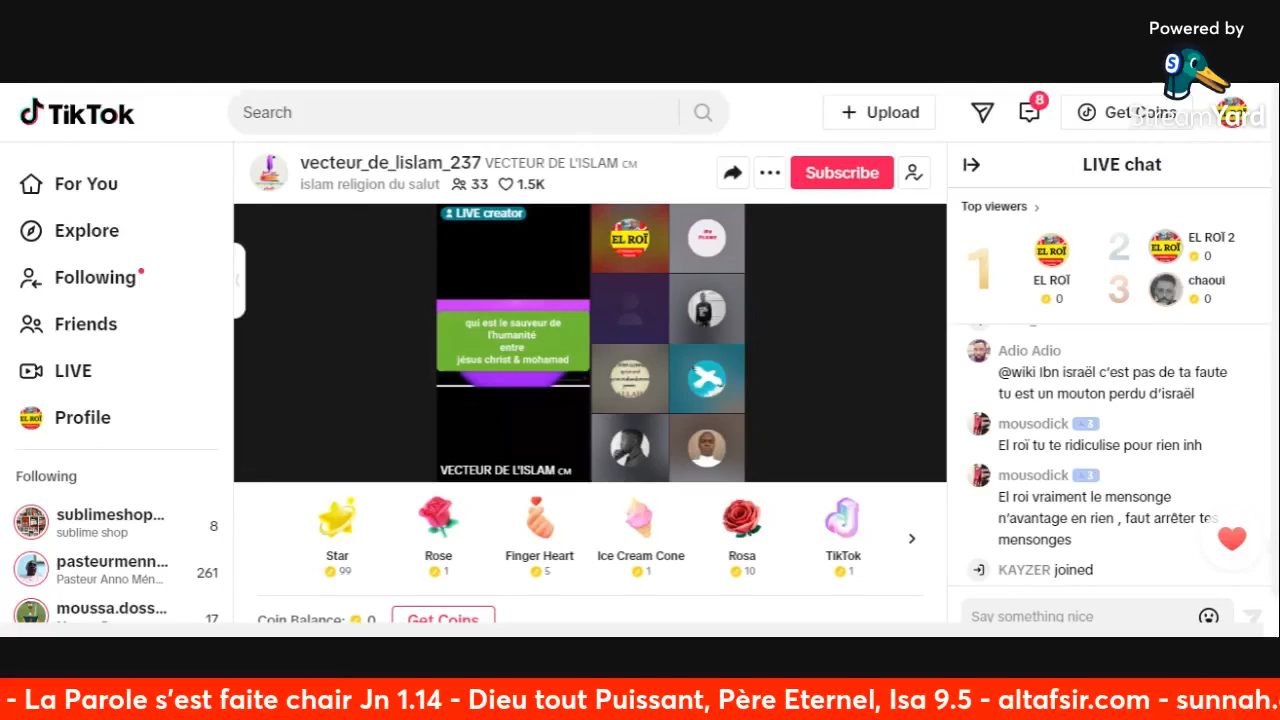 Powered by
StreamYard
TikTok
Search
Upload
8
Get Coins
For You
Explore
Following
Friends
LIVE
Profile
Following
sublimeshop...
sublime shop
8
pasteurmenn...
Pasteur Anno Mén...
261
moussa.doss...
17
vecteur_de_lislam_237 VECTEUR DE L'ISLAM CM
islam religion du salut 33 1.5K
Subscribe
LIVE creator
qui est le sauveur de
l'humanité
entre
jésus christ & mohamad
VECTEUR DE L'ISLAM CM
EL ROÏ
Star
99
Rose
1
Finger Heart
5
Ice Cream Cone
1
Rosa
10
TikTok
1
Coin Balance: 0
Get Coins
LIVE chat
Top viewers
1
EL ROÏ
EL ROÏ
0
2
EL ROÏ
EL ROÏ 2
0
3
chaoui
0
Adio Adio
@wiki Ibn israël c'est pas de ta faute
tu est un mouton perdu d'israël
mousodick 3
El roï tu te ridiculise pour rien inh
mousodick 3
El roi vraiment le mensonge
n'avantage en rien , faut arrêter tes
mensonges
KAYZER joined
Say something nice
- La Parole s'est faite chair Jn 1.14 - Dieu tout Puissant, Père Eternel, Isa 9.5 - altafsir.com - sunnah.